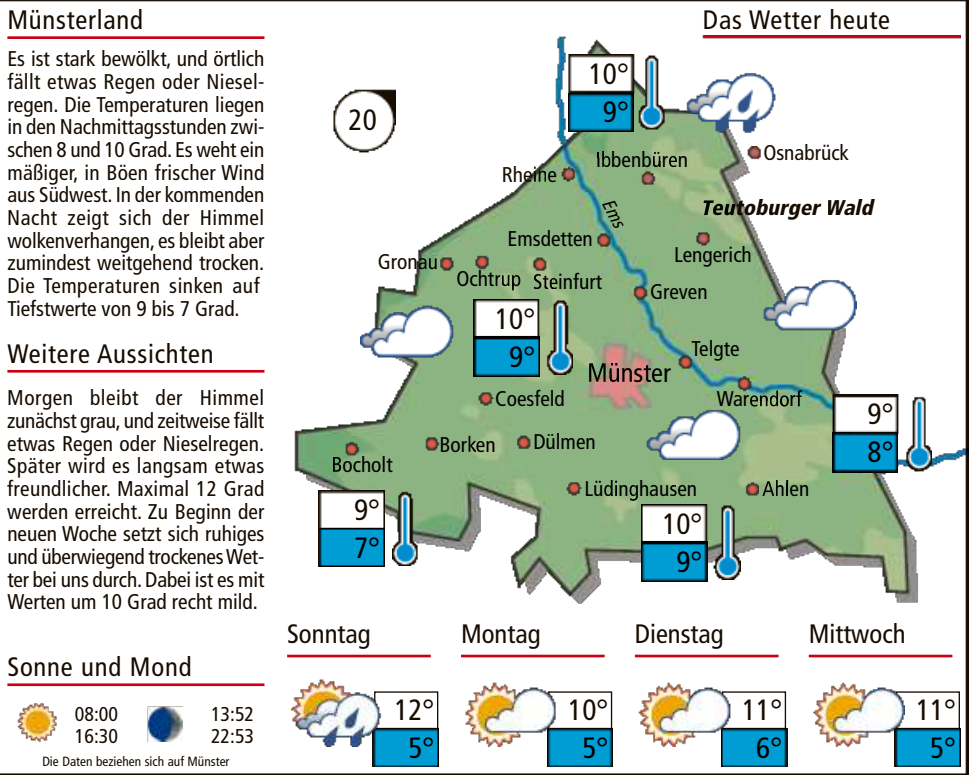 Münsterland
Es ist stark bewölkt, und örtlich
fällt etwas Regen oder Niesel-
regen. Die Temperaturen liegen
in den Nachmittagsstunden zwi-
schen 8 und 10 Grad. Es weht ein
mäßiger, in Böen frischer Wind
aus Südwest. In der kommenden
Nacht zeigt sich der Himmel
wolkenverhangen, es bleibt aber
zumindest weitgehend trocken.
Die Temperaturen sinken auf
Tiefstwerte von 9 bis 7 Grad.
Weitere Aussichten
Morgen bleibt der Himmel
zunächst grau, und zeitweise fällt
etwas Regen oder Nieselregen.
Später wird es langsam etwas
freundlicher. Maximal 12 Grad
werden erreicht. Zu Beginn der
neuen Woche setzt sich ruhiges
und überwiegend trockenes Wet-
ter bei uns durch. Dabei ist es mit
Werten um 10 Grad recht mild.
Sonne und Mond
08:00 13:52
16:30 22:53
Die Daten beziehen sich auf Münster
Das Wetter heute
20
10°
9°
Osnabrück
Ibbenbüren
Rheine
Ems
Teutoburger Wald
Emsdetten
Lengerich
Gronau
Ochtrup
Steinfurt
Greven
10°
9°
Telgte
Münster
Warendorf
Coesfeld
9°
8°
Borken
Dülmen
Bocholt
Lüdinghausen
Ahlen
9°
7°
10°
9°
Sonntag
12°
5°
Montag
10°
5°
Dienstag
11°
6°
Mittwoch
11°
5°